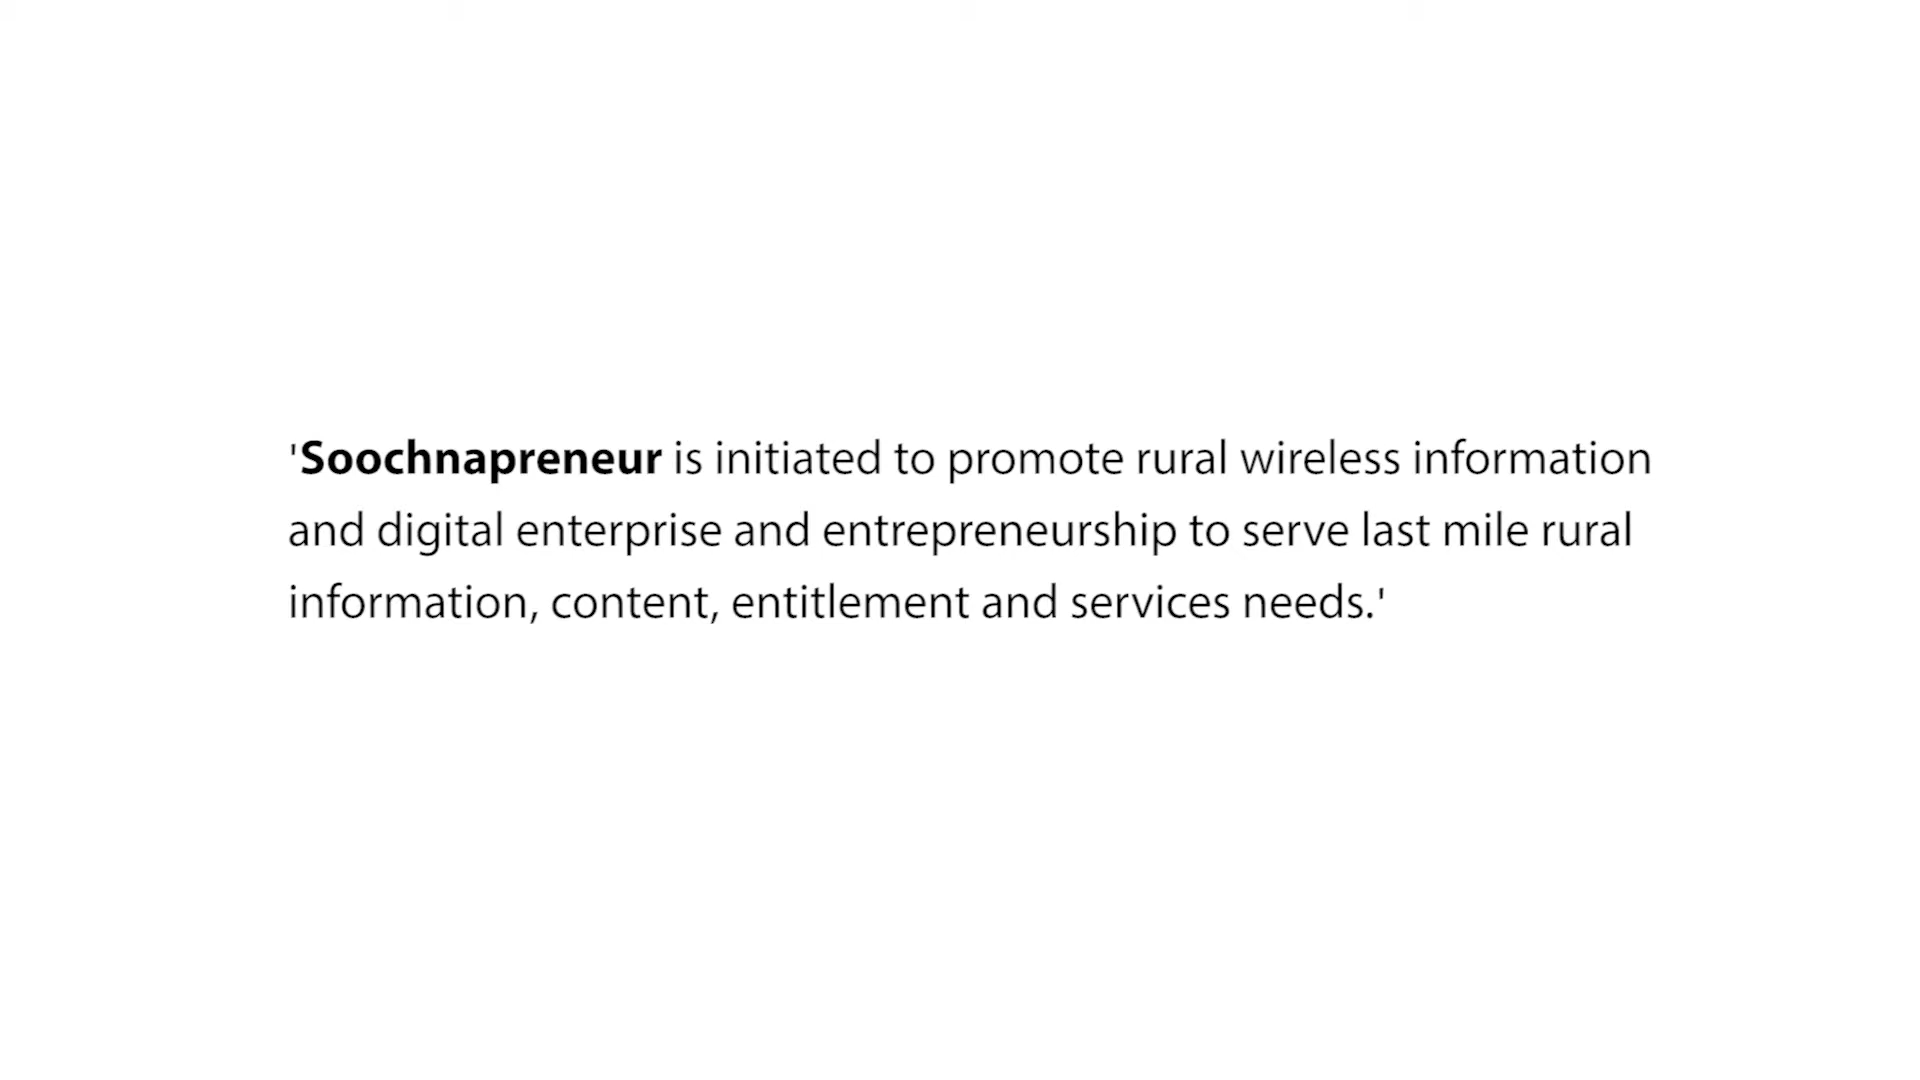 'Soochnapreneur is initiated to promote rural wireless information
and digital enterprise and entrepreneurship to serve last mile rural
information, content, entitlement and services needs.'